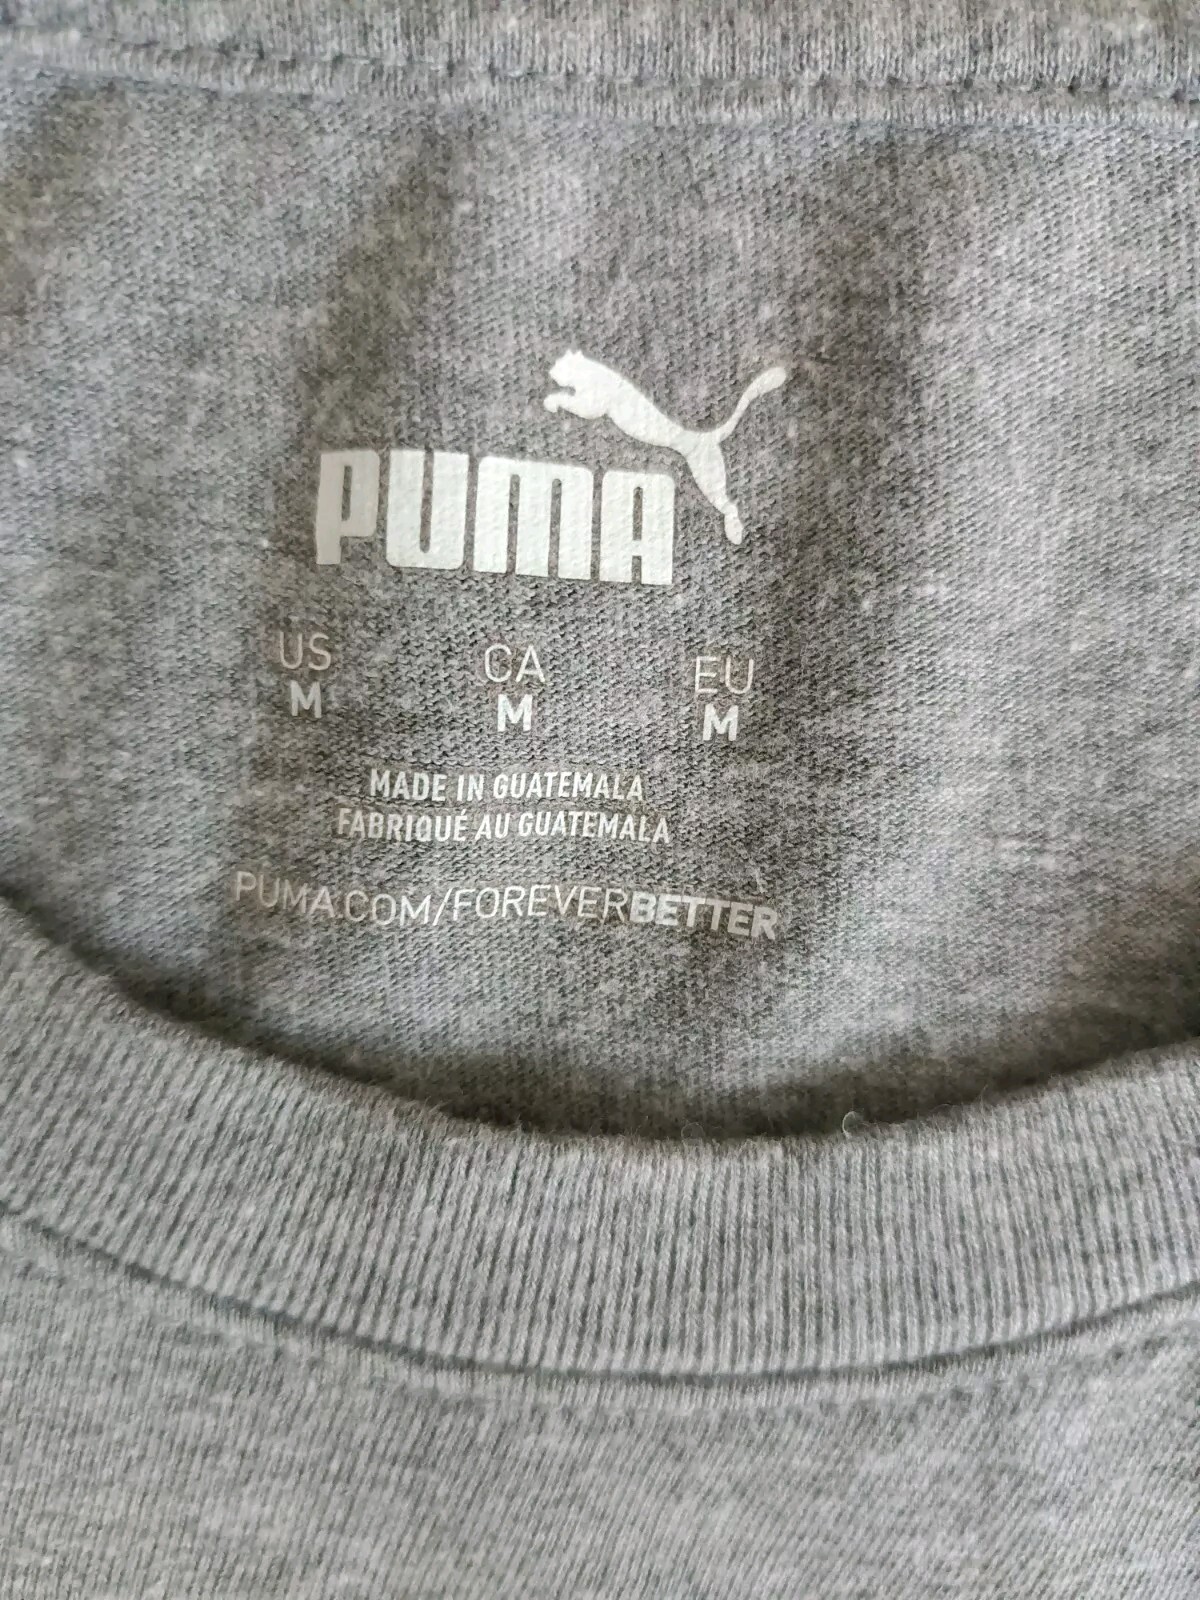 PUMA
US CA EU
M M M
MADE IN GUATEMALA
FABRIQUÉ AU GUATEMALA
PUMA.COM/FOREVERBETTER